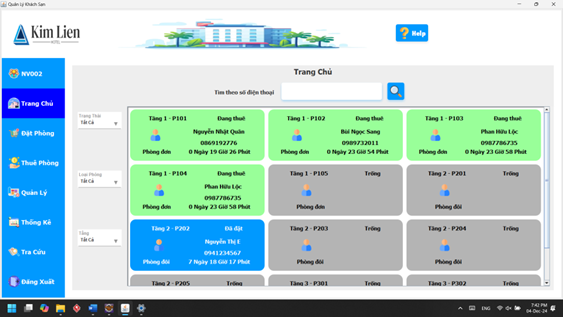 Quản Lý Khách Sạn
Kim Lien
HOTEL
Help
NV002
Trang Chủ
Đặt Phòng
Thuê Phòng
Quản Lý
Thống Kê
Tra Cứu
Đăng Xuất
Trang Chủ
Tìm theo số điện thoại
Trạng Thái
Tất Cả
Loại Phòng
Tất Cả
Tầng
Tất Cả
Tầng 1 - P101 Đang thuê
Nguyễn Nhật Quân
0869192776
Phòng đơn 0 Ngày 19 Giờ 26 Phút
Tầng 1 - P102 Đang thuê
Bùi Ngọc Sang
0989732011
Phòng đơn 0 Ngày 23 Giờ 54 Phút
Tầng 1 - P103 Đang thuê
Phan Hữu Lộc
0987786735
Phòng đơn 0 Ngày 23 Giờ 58 Phút
Tầng 1 - P104 Đang thuê
Phan Hữu Lộc
0987786735
Phòng đơn 0 Ngày 23 Giờ 58 Phút
Tầng 1 - P105 Trống
Phòng đơn
Tầng 2 - P201 Trống
Phòng đôi
Tầng 2 - P202 Đã đặt
Nguyễn Thị E
0941234567
Phòng đôi 7 Ngày 18 Giờ 17 Phút
Tầng 2 - P203 Trống
Phòng đôi
Tầng 2 - P204 Trống
Phòng đôi
Tầng 2 - P205 Trống
Tầng 3 - P301 Trống
Tầng 3 - P302 Trống
ENG
7:42 PM
04-Dec-24